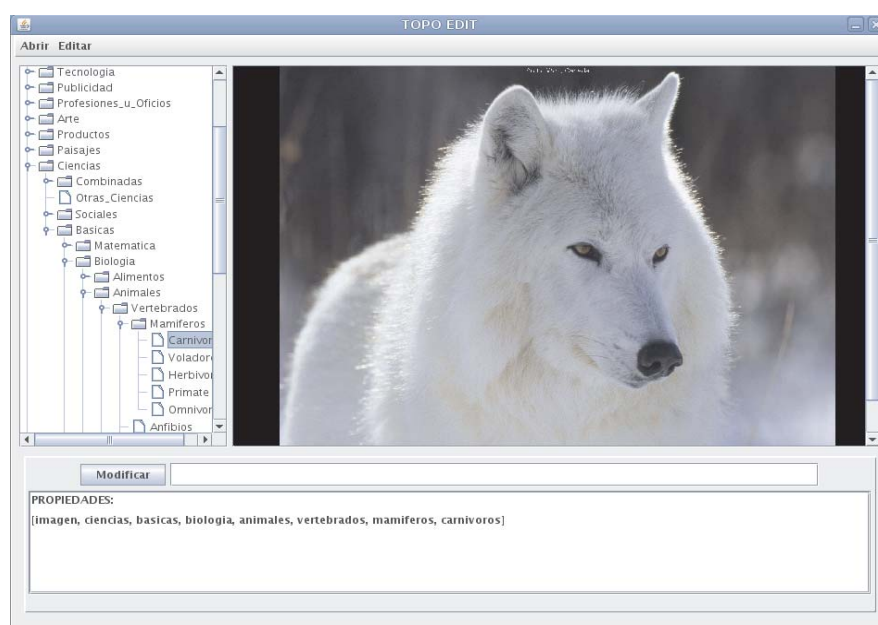 TOPO EDIT
Abrir Editar
Tecnologia
Publicidad
Profesiones_u_Oficios
Arte
Productos
Paisajes
Ciencias
Combinadas
Otras_Ciencias
Sociales
Basicas
Matematica
Biologia
Alimentos
Animales
Vertebrados
Mamiferos
Carnivor
Volador
Herbivor
Primate
Omnivor
Anfibios
Modificar
PROPIEDADES:
[imagen, ciencias, basicas, biologia, animales, vertebrados, mamiferos, carnivoros]